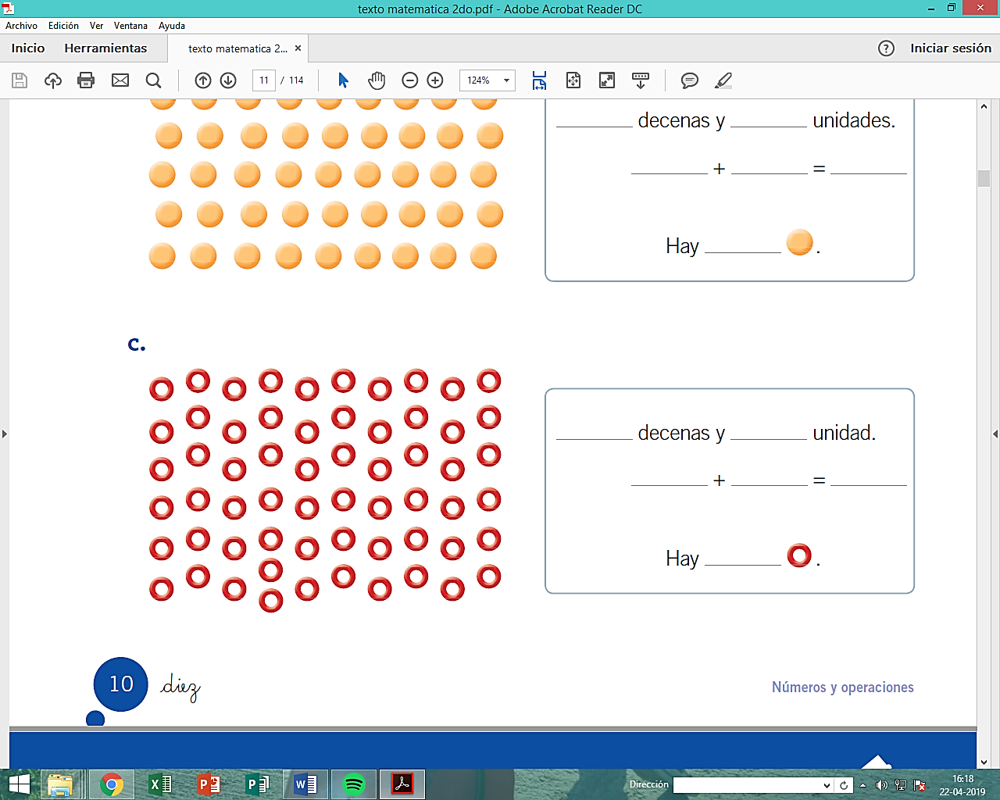 texto matematica 2do.pdf - Adobe Acrobat Reader DC
Archivo Edición Ver Ventana Ayuda
Inicio Herramientas texto matematica 2... × ? Iniciar sesión
11 / 114 124%
_______ decenas y _______ unidades.
_______ + _______ = _______
Hay _______ .
c.
_______ decenas y _______ unidad.
_______ + _______ = _______
Hay _______ .
10 diez
Números y operaciones
Dirección
16:18
22-04-2019